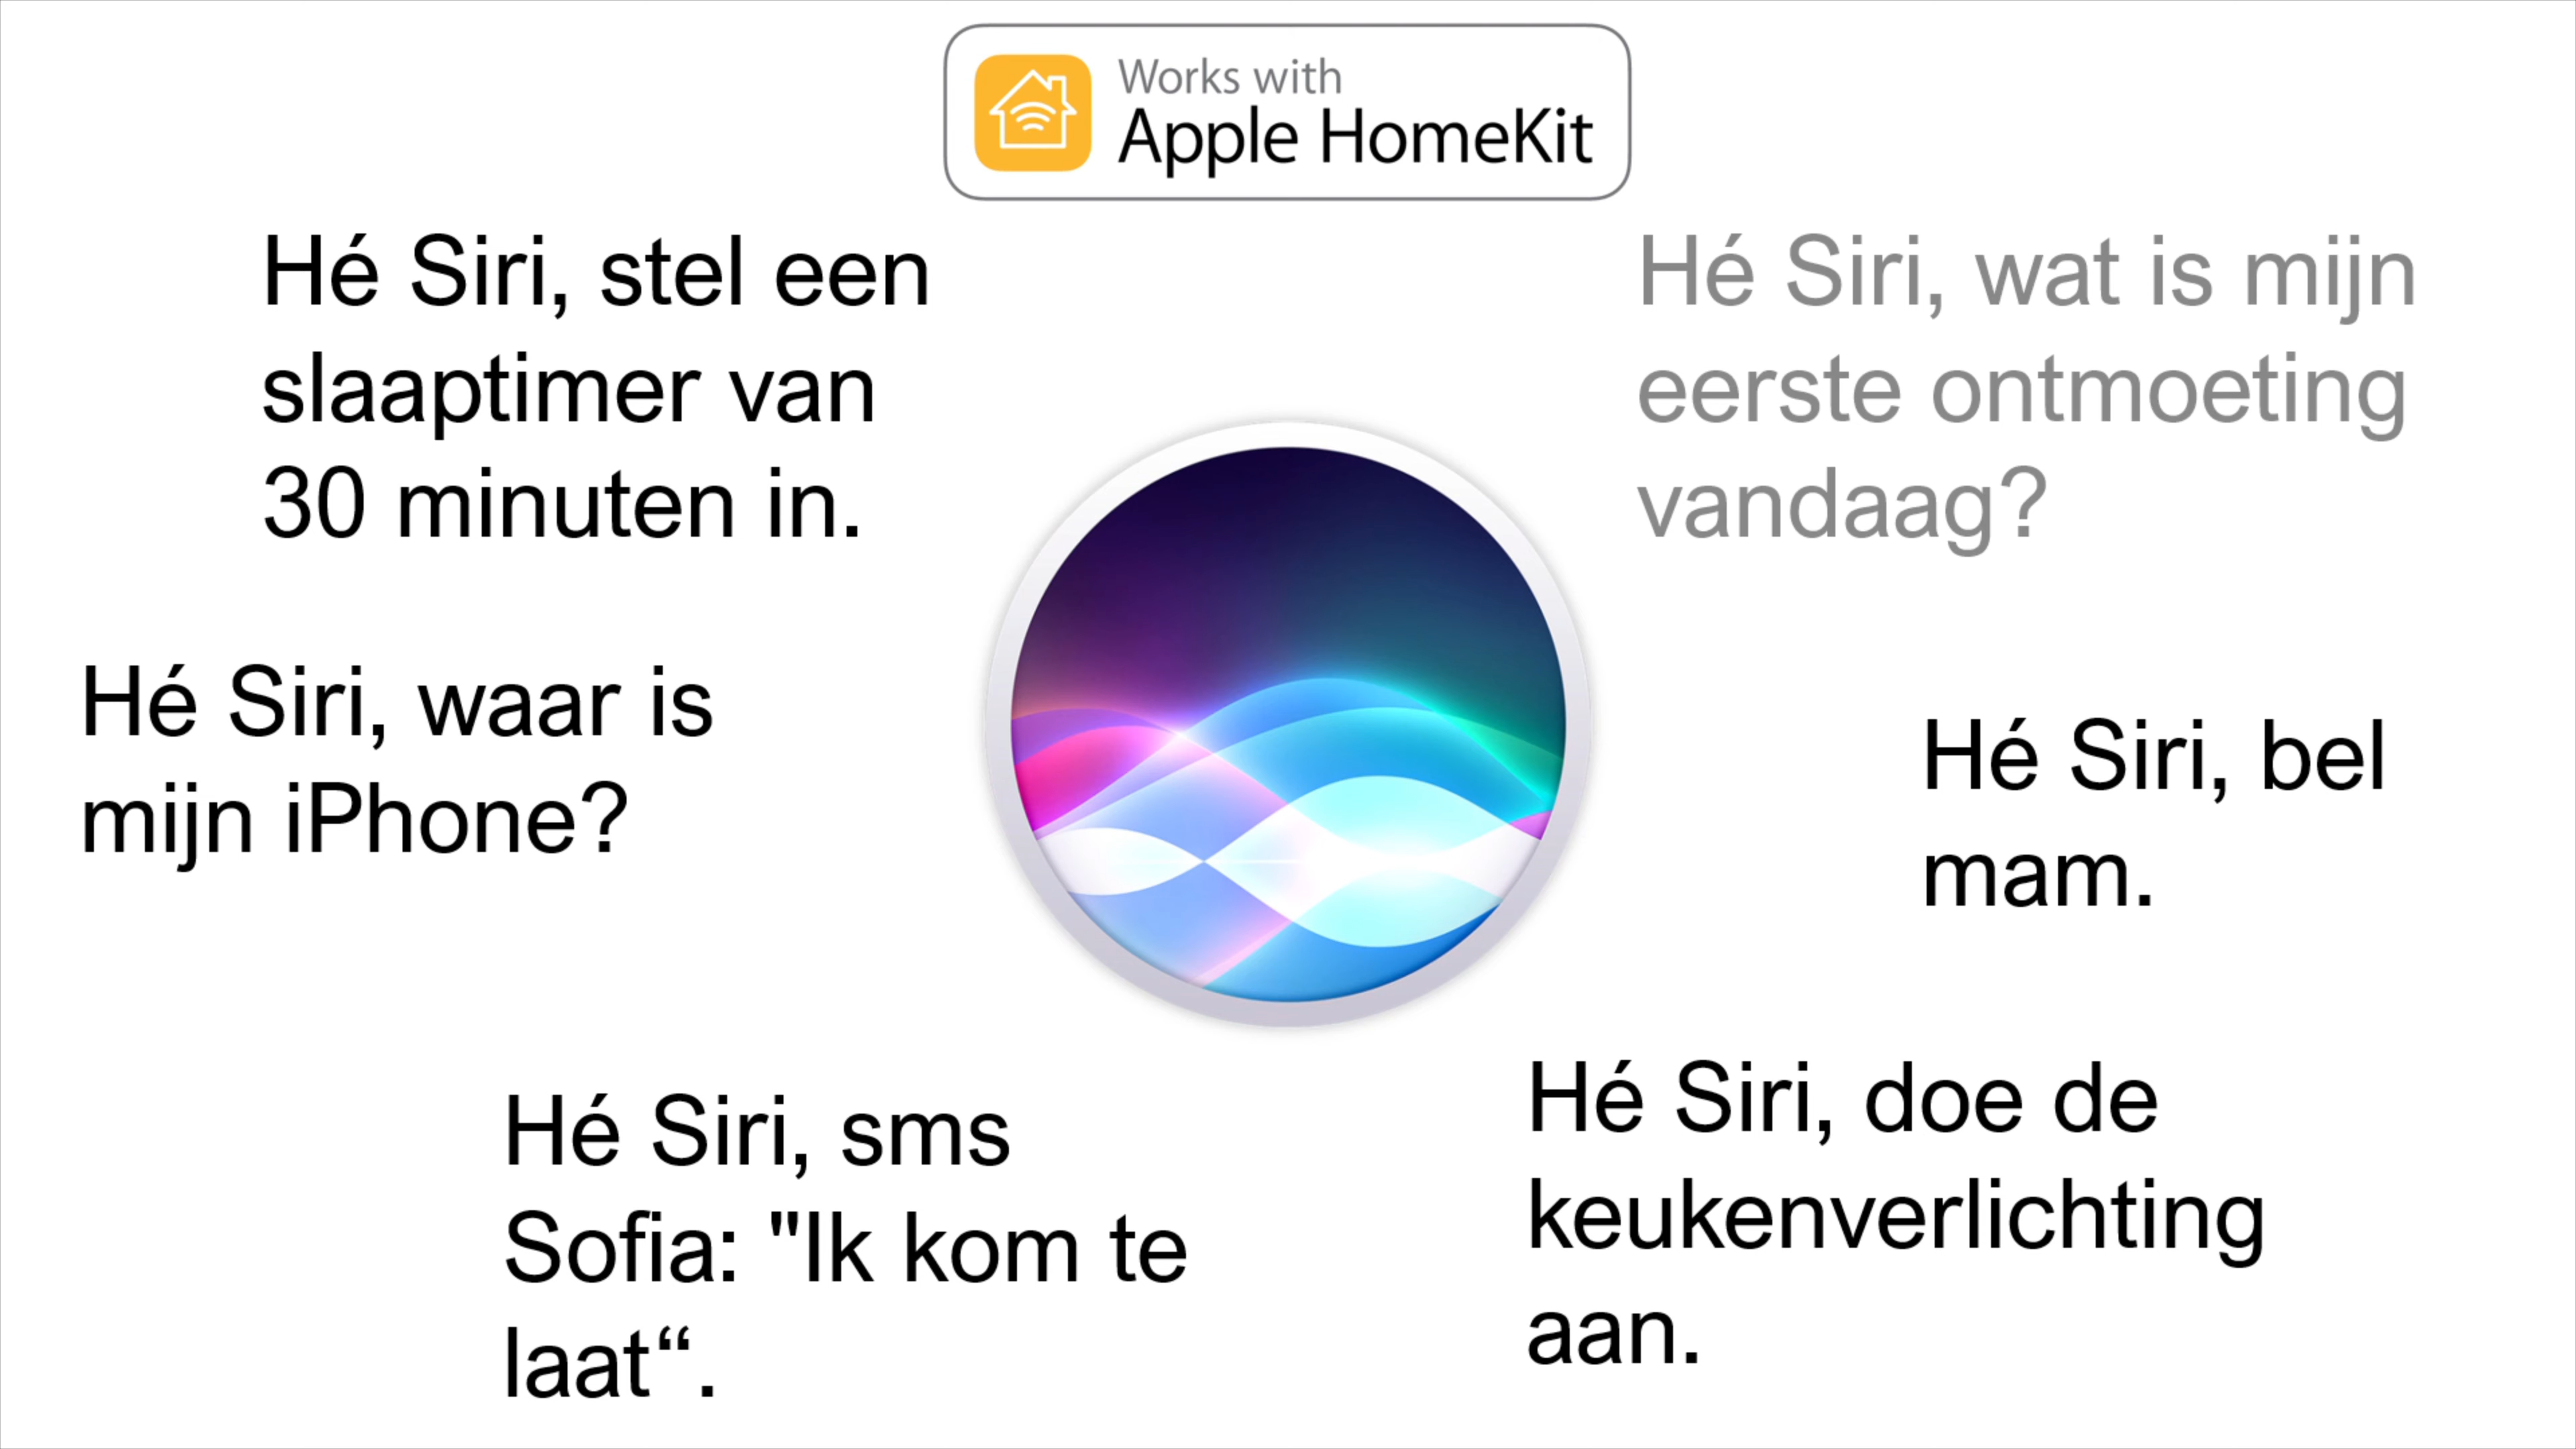 Works with
Apple HomeKit
Hé Siri, stel een
slaaptimer van
30 minuten in.
Hé Siri, wat is mijn
eerste ontmoeting
vandaag?
Hé Siri, waar is
mijn iPhone?
Hé Siri, bel
mam.
Hé Siri, sms
Sofia: "Ik kom te
laat“.
Hé Siri, doe de
keukenverlichting
aan.